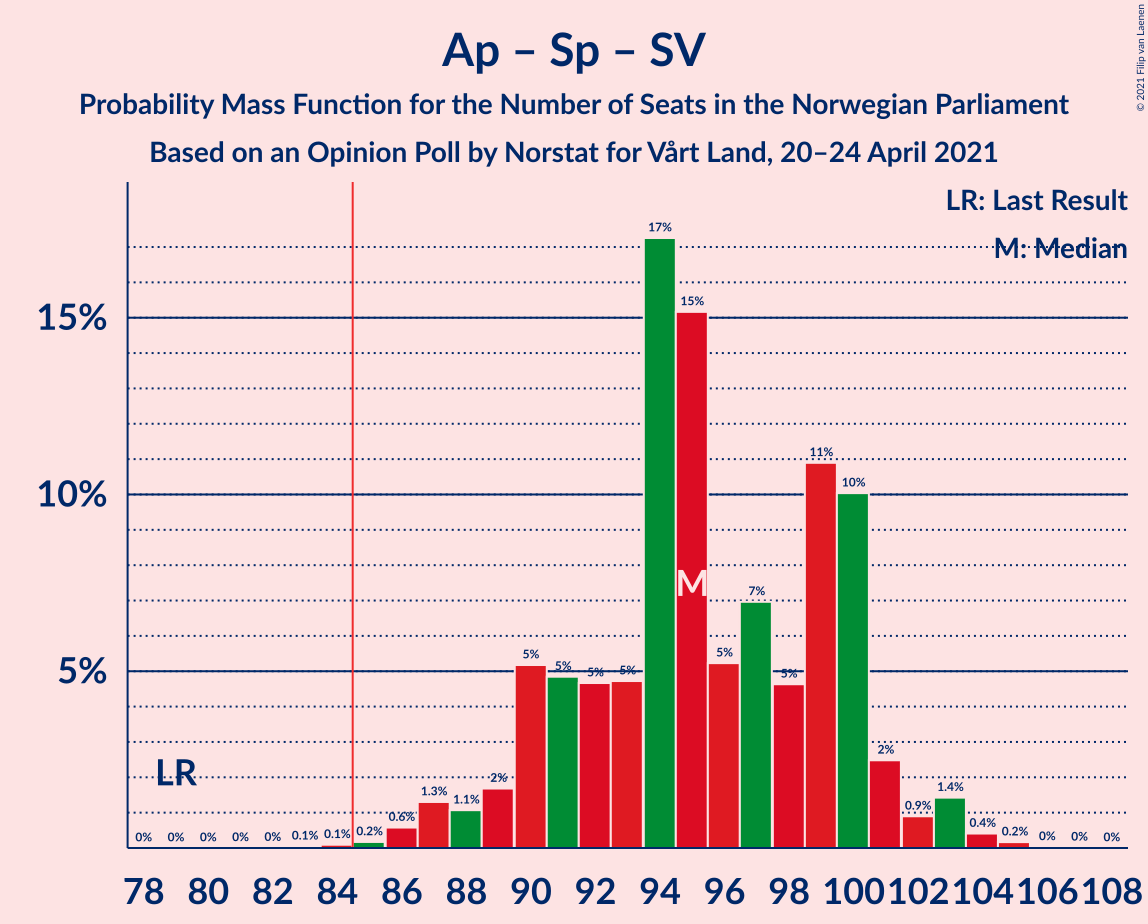 Ap – Sp – SV
Probability Mass Function for the Number of Seats in the Norwegian Parliament
Based on an Opinion Poll by Norstat for Vårt Land, 20–24 April 2021
© 2021 Filip van Laenen
LR: Last Result
M: Median
15%
10%
5%
17%
15%
11%
10%
M
7%
5% 5% 5% 5% 5% 5%
LR
0% 0% 0% 0% 0% 0.1% 0.1% 0.2% 0.6% 1.3% 1.1% 2% 2% 0.9% 1.4% 0.4% 0.2% 0% 0% 0%
78 80 82 84 86 88 90 92 94 96 98 100 102 104 106 108